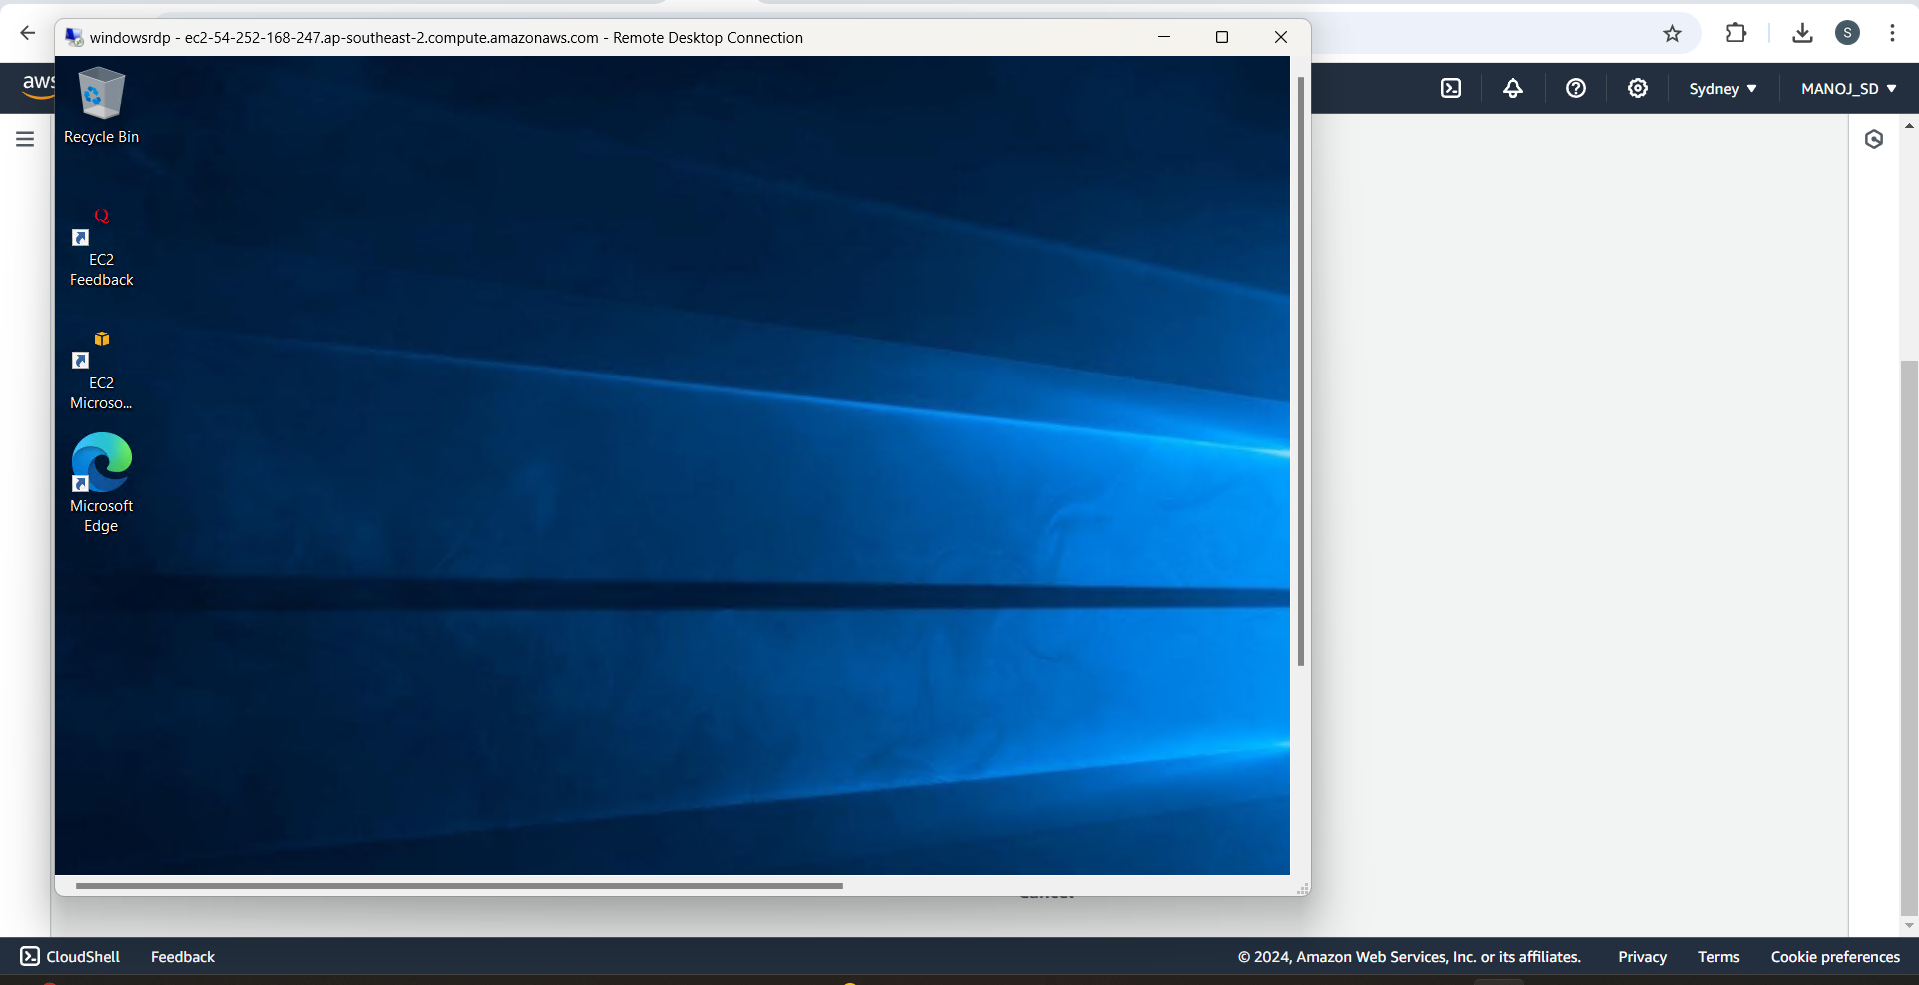 windowsrdp - ec2-54-252-168-247.ap-southeast-2.compute.amazonaws.com - Remote Desktop Connection
S
aws
Sydney
MANOJ_SD
Recycle Bin
Q
EC2
Feedback
EC2
Microso...
Microsoft
Edge
CloudShell
Feedback
© 2024, Amazon Web Services, Inc. or its affiliates.
Privacy
Terms
Cookie preferences